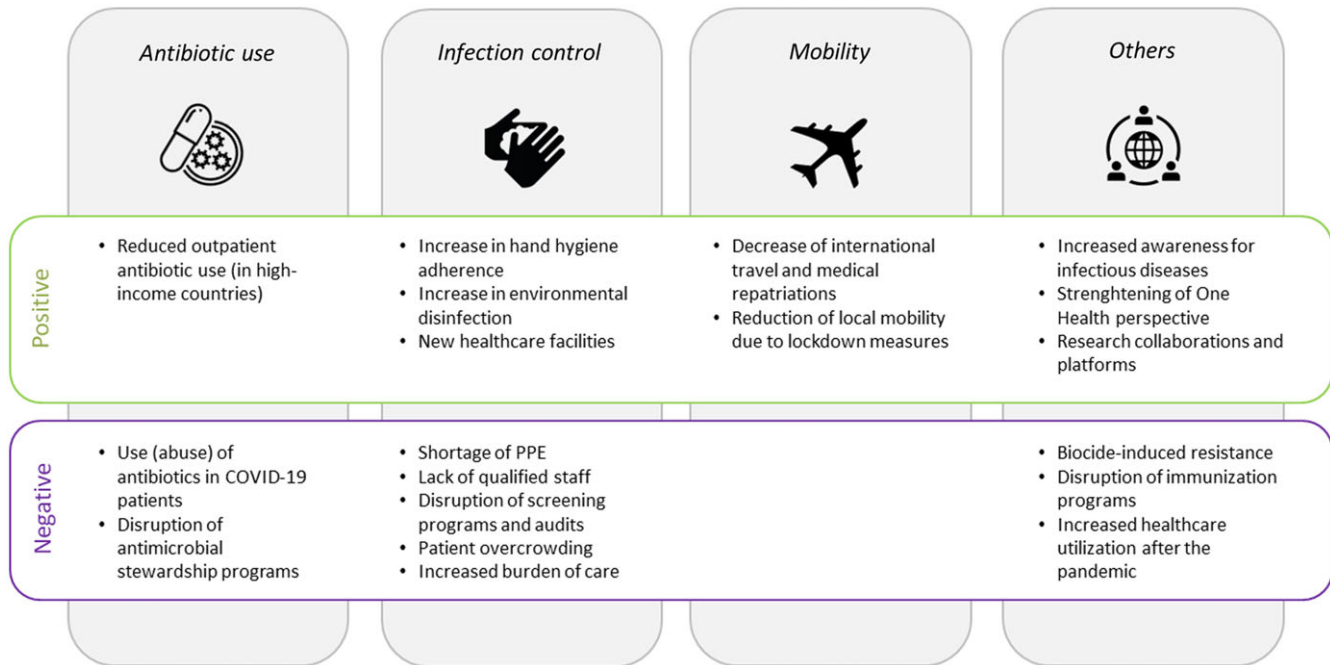 Antibiotic use
Infection control
Mobility
Others
Positive
• Reduced outpatient
antibiotic use (in high-
income countries)
• Increase in hand hygiene
adherence
• Increase in environmental
disinfection
• New healthcare facilities
• Decrease of international
travel and medical
repatriations
• Reduction of local mobility
due to lockdown measures
• Increased awareness for
infectious diseases
• Strenghtening of One
Health perspective
• Research collaborations and
platforms
Negative
• Use (abuse) of
antibiotics in COVID-19
patients
• Disruption of
antimicrobial
stewardship programs
• Shortage of PPE
• Lack of qualified staff
• Disruption of screening
programs and audits
• Patient overcrowding
• Increased burden of care
• Biocide-induced resistance
• Disruption of immunization
programs
• Increased healthcare
utilization after the
pandemic